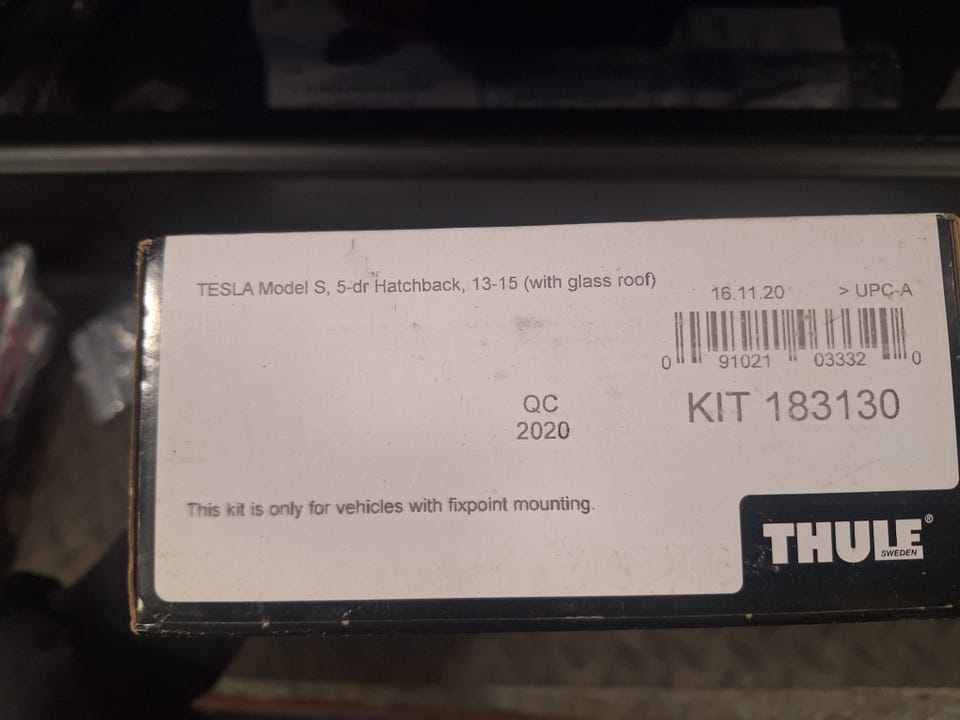 TESLA Model S, 5-dr Hatchback, 13-15 (with glass roof)
16.11.20 > UPC-A
0 91021 03332 0
QC
2020
KIT 183130
This kit is only for vehicles with fixpoint mounting.
THULE®
SWEDEN